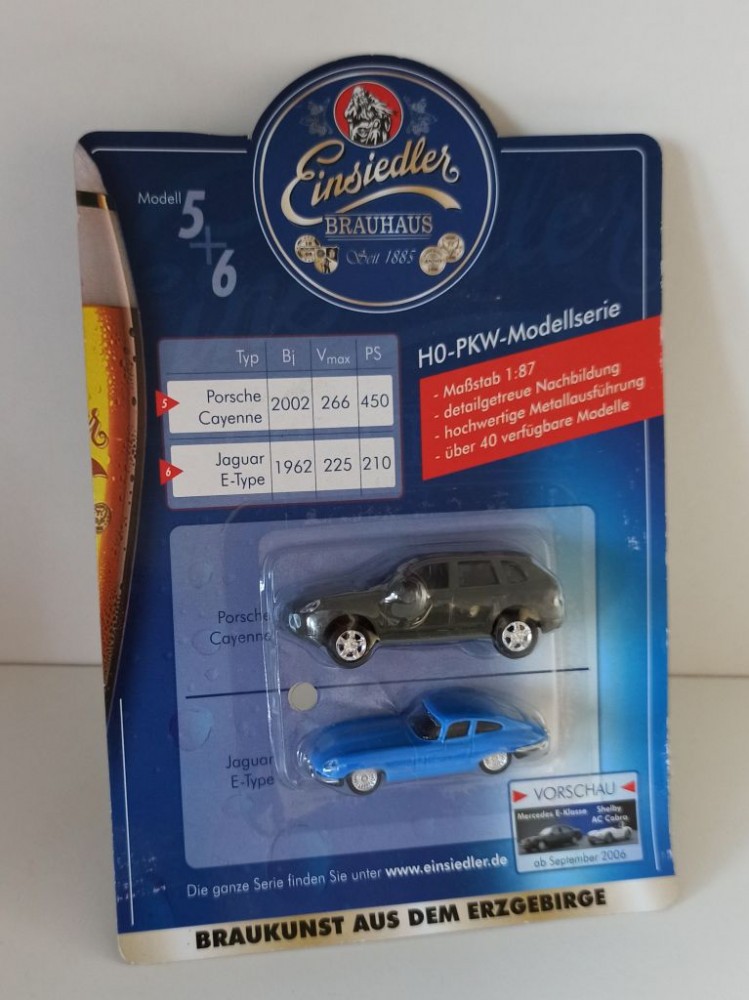 Einsiedler
BRAUHAUS
Seit 1885
Modell
5
+
6
H0-PKW-Modellserie
- Maßstab 1:87
- detailgetreue Nachbildung
- hochwertige Metallausführung
- über 40 verfügbare Modelle
Typ Bj Vmax PS
5 Porsche Cayenne 2002 266 450
6 Jaguar E-Type 1962 225 210
Porsche
Cayenne
Jaguar
E-Type
VORSCHAU
Mercedes E-Klasse Shelby
AC Cobra
ab September 2006
Die ganze Serie finden Sie unter www.einsiedler.de
BRAUKUNST AUS DEM ERZGEBIRGE